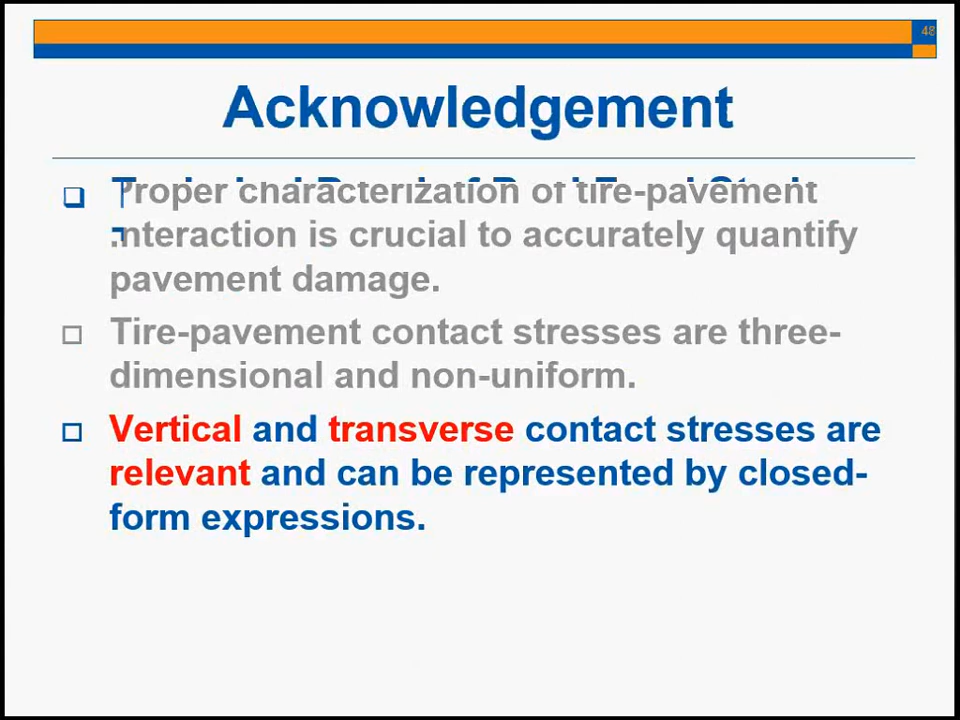 48
Acknowledgement
Proper characterization of tire-pavement
interaction is crucial to accurately quantify
pavement damage.
Tire-pavement contact stresses are three-
dimensional and non-uniform.
Vertical and transverse contact stresses are
relevant and can be represented by closed-
form expressions.